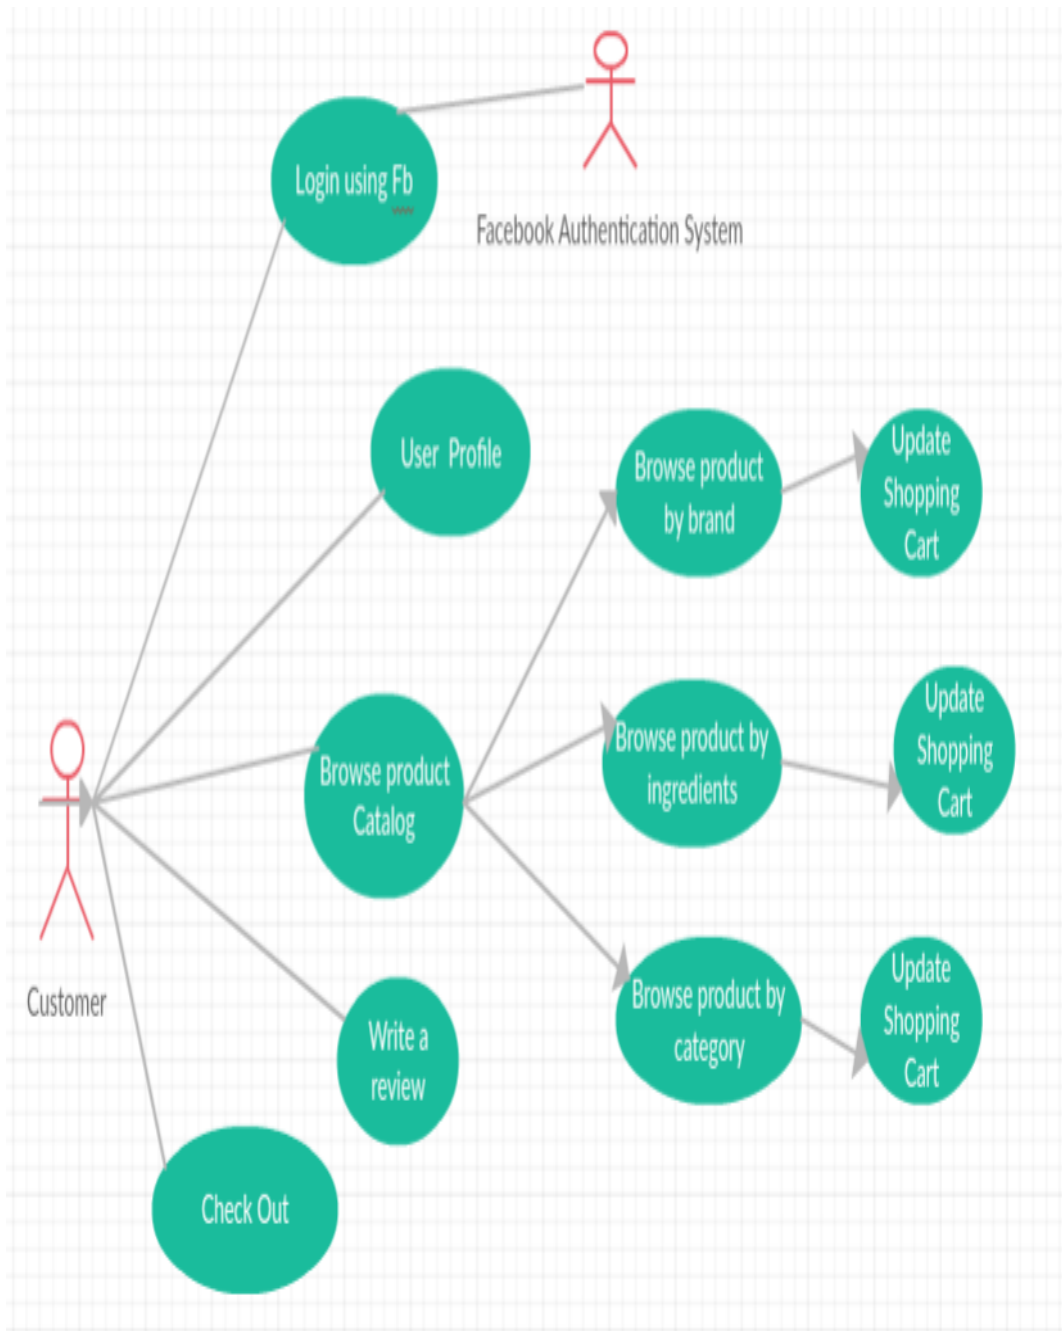 Login using Fb
Facebook Authentication System
User Profile
Browse product
by brand
Update
Shopping
Cart
Browse product
Catalog
Browse product by
ingredients
Update
Shopping
Cart
Customer
Browse product by
category
Update
Shopping
Cart
Write a
review
Check Out